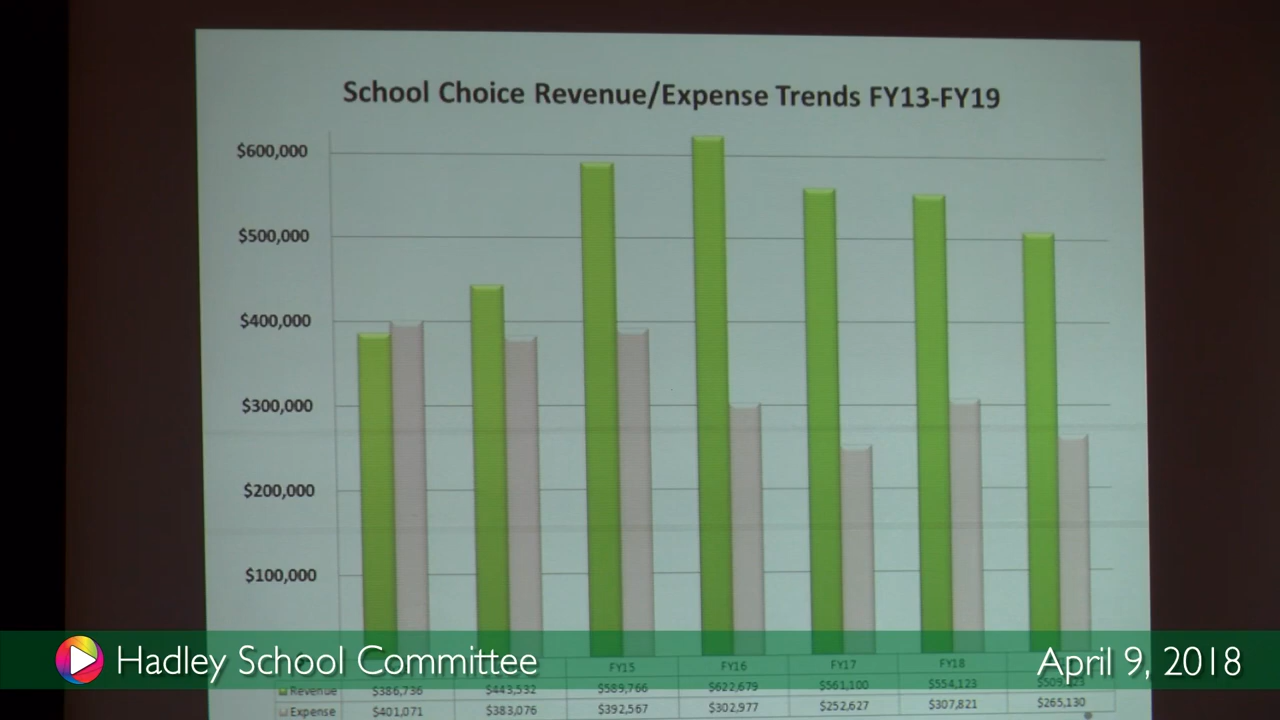 School Choice Revenue/Expense Trends FY13-FY19
$600,000
$500,000
$400,000
$300,000
$200,000
$100,000
Hadley School Committee
April 9, 2018
FY15 FY16 FY17 FY18
Revenue $386,736 $443,532 $589,766 $622,679 $561,100 $554,123
Expense $401,071 $383,076 $392,567 $302,977 $252,627 $307,821 $265,130